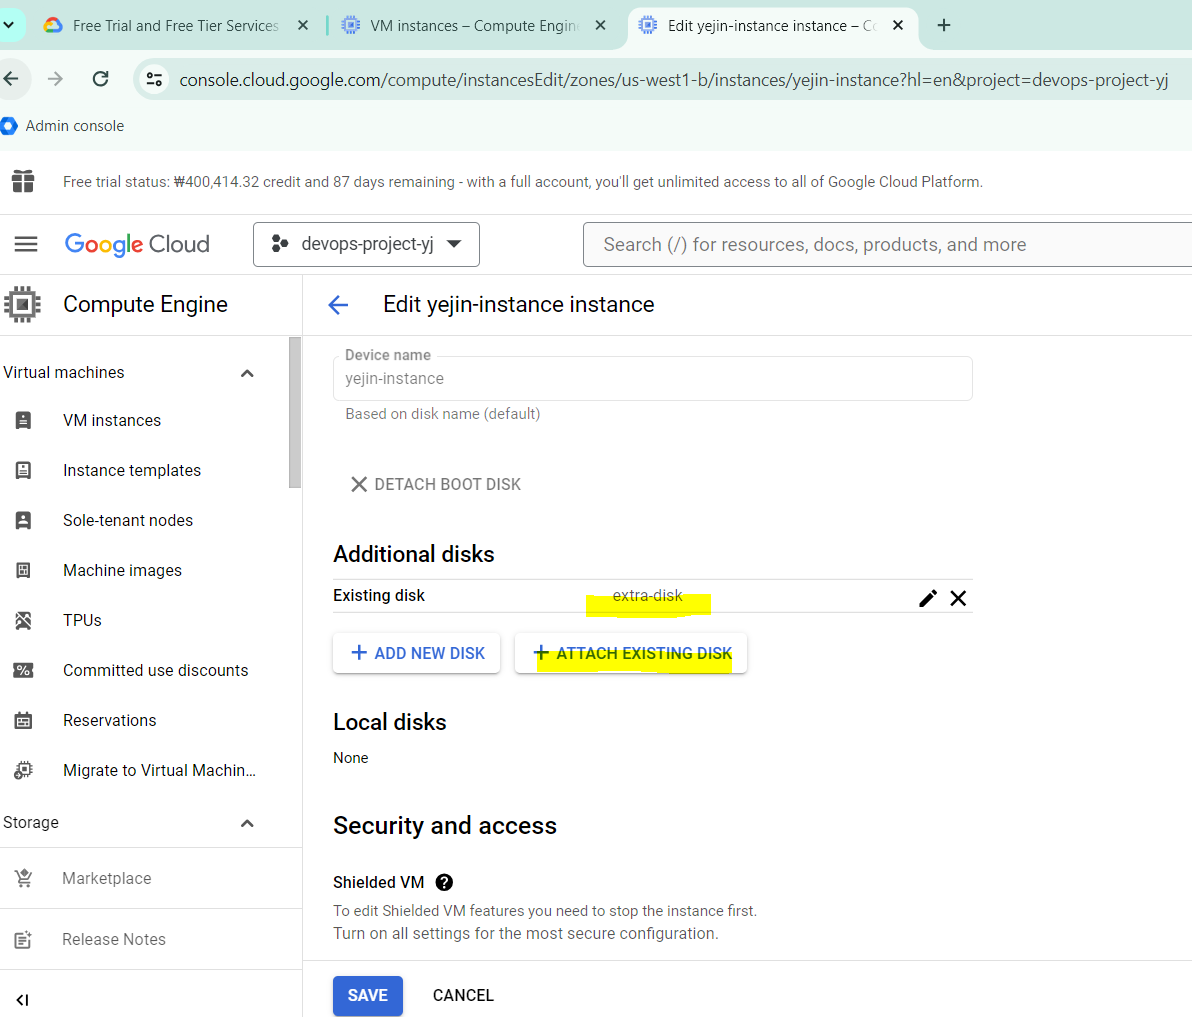 Free Trial and Free Tier Services
VM instances – Compute Engin
Edit yejin-instance instance – Co
console.cloud.google.com/compute/instancesEdit/zones/us-west1-b/instances/yejin-instance?hl=en&project=devops-project-yj
Admin console
Free trial status: ₩400,414.32 credit and 87 days remaining - with a full account, you'll get unlimited access to all of Google Cloud Platform.
Google Cloud
devops-project-yj
Search (/) for resources, docs, products, and more
Compute Engine
Edit yejin-instance instance
Virtual machines
VM instances
Instance templates
Sole-tenant nodes
Machine images
TPUs
Committed use discounts
Reservations
Migrate to Virtual Machin...
Storage
Marketplace
Release Notes
Device name
yejin-instance
Based on disk name (default)
DETACH BOOT DISK
Additional disks
Existing disk extra-disk
+ ADD NEW DISK + ATTACH EXISTING DISK
Local disks
None
Security and access
Shielded VM ?
To edit Shielded VM features you need to stop the instance first.
Turn on all settings for the most secure configuration.
SAVE CANCEL